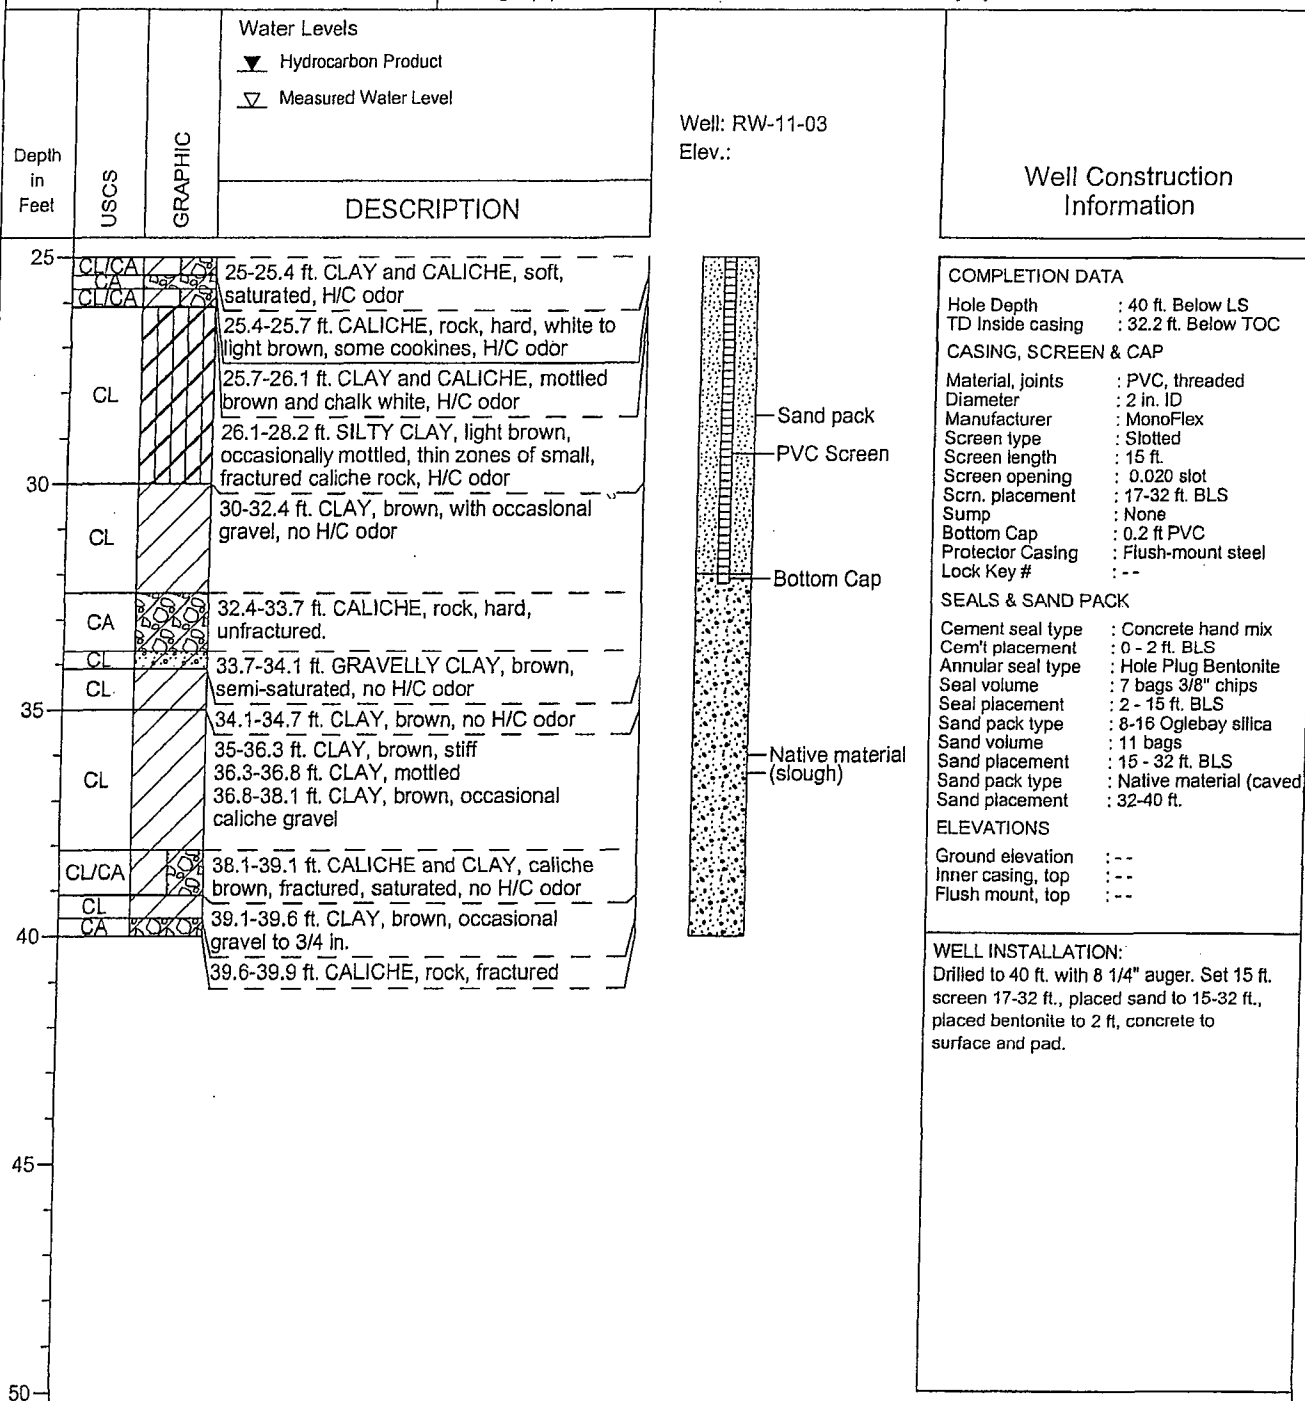 Water Levels
Hydrocarbon Product
Measured Water Level
Well: RW-11-03
Elev.:
Depth
in
Feet
USCS
GRAPHIC
DESCRIPTION
Well Construction
Information
25
30
35
40
45
50
CL/CA
CA
CL/CA
CL
CL
CA
CL
CL
CL
CL/CA
CL
CA
25-25.4 ft. CLAY and CALICHE, soft,
saturated, H/C odor
25.4-25.7 ft. CALICHE, rock, hard, white to
light brown, some cookines, H/C odor
25.7-26.1 ft. CLAY and CALICHE, mottled
brown and chalk white, H/C odor
26.1-28.2 ft. SILTY CLAY, light brown,
occasionally mottled, thin zones of small,
fractured caliche rock, H/C odor
30-32.4 ft. CLAY, brown, with occasional
gravel, no H/C odor
32.4-33.7 ft. CALICHE, rock, hard,
unfractured.
33.7-34.1 ft. GRAVELLY CLAY, brown,
semi-saturated, no H/C odor
34.1-34.7 ft. CLAY, brown, no H/C odor
35-36.3 ft. CLAY, brown, stiff
36.3-36.8 ft. CLAY, mottled
36.8-38.1 ft. CLAY, brown, occasional
caliche gravel
38.1-39.1 ft. CALICHE and CLAY, caliche
brown, fractured, saturated, no H/C odor
39.1-39.6 ft. CLAY, brown, occasional
gravel to 3/4 in.
39.6-39.9 ft. CALICHE, rock, fractured
Sand pack
PVC Screen
Bottom Cap
Native material
(slough)
COMPLETION DATA
Hole Depth : 40 ft. Below LS
TD Inside casing : 32.2 ft. Below TOC
CASING, SCREEN & CAP
Material, joints : PVC, threaded
Diameter : 2 in. ID
Manufacturer : MonoFlex
Screen type : Slotted
Screen length : 15 ft.
Screen opening : 0.020 slot
Scrn. placement : 17-32 ft. BLS
Sump : None
Bottom Cap : 0.2 ft PVC
Protector Casing : Flush-mount steel
Lock Key # : --
SEALS & SAND PACK
Cement seal type : Concrete hand mix
Cem't placement : 0 - 2 ft. BLS
Annular seal type : Hole Plug Bentonite
Seal volume : 7 bags 3/8" chips
Seal placement : 2 - 15 ft. BLS
Sand pack type : 8-16 Oglebay silica
Sand volume : 11 bags
Sand placement : 15 - 32 ft. BLS
Sand pack type : Native material (caved
Sand placement : 32-40 ft.
ELEVATIONS
Ground elevation : --
Inner casing, top : --
Flush mount, top : --
WELL INSTALLATION:
Drilled to 40 ft. with 8 1/4" auger. Set 15 ft.
screen 17-32 ft., placed sand to 15-32 ft.,
placed bentonite to 2 ft, concrete to
surface and pad.